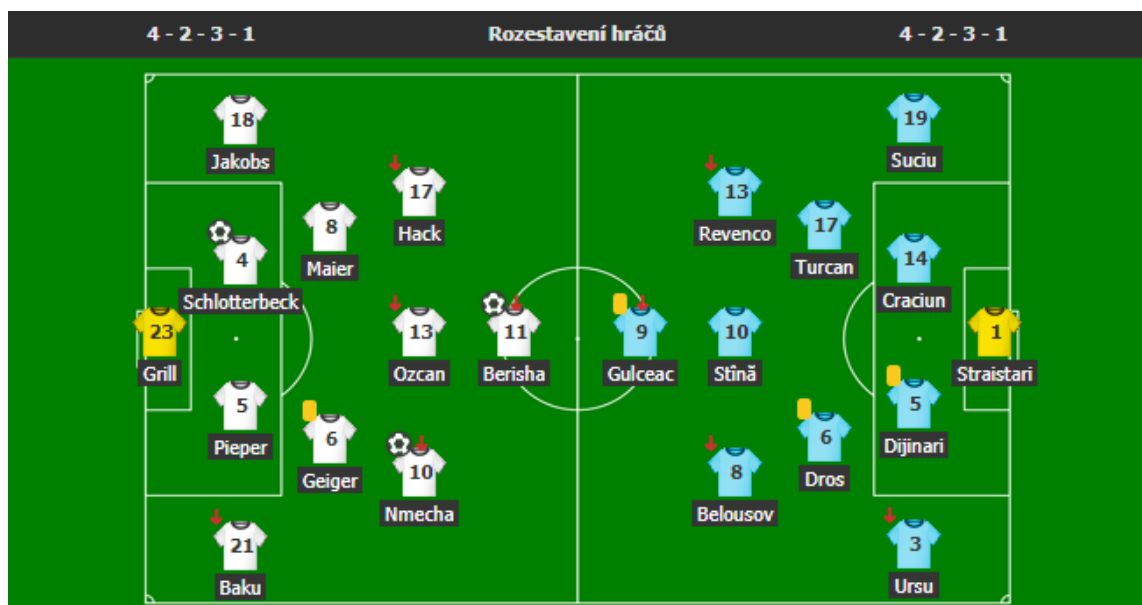 4 - 2 - 3 - 1 Rozestavení hráčů 4 - 2 - 3 - 1
18
Jakobs
4
Schlotterbeck
23
Grill
5
Pieper
21
Baku
8
Maier
6
Geiger
17
Hack
13
Ozcan
10
Nmecha
11
Berisha
9
Gulceac
13
Revenco
10
Stînă
8
Belousov
17
Turcan
6
Dros
19
Suciu
14
Craciun
5
Dijinari
3
Ursu
1
Straistari